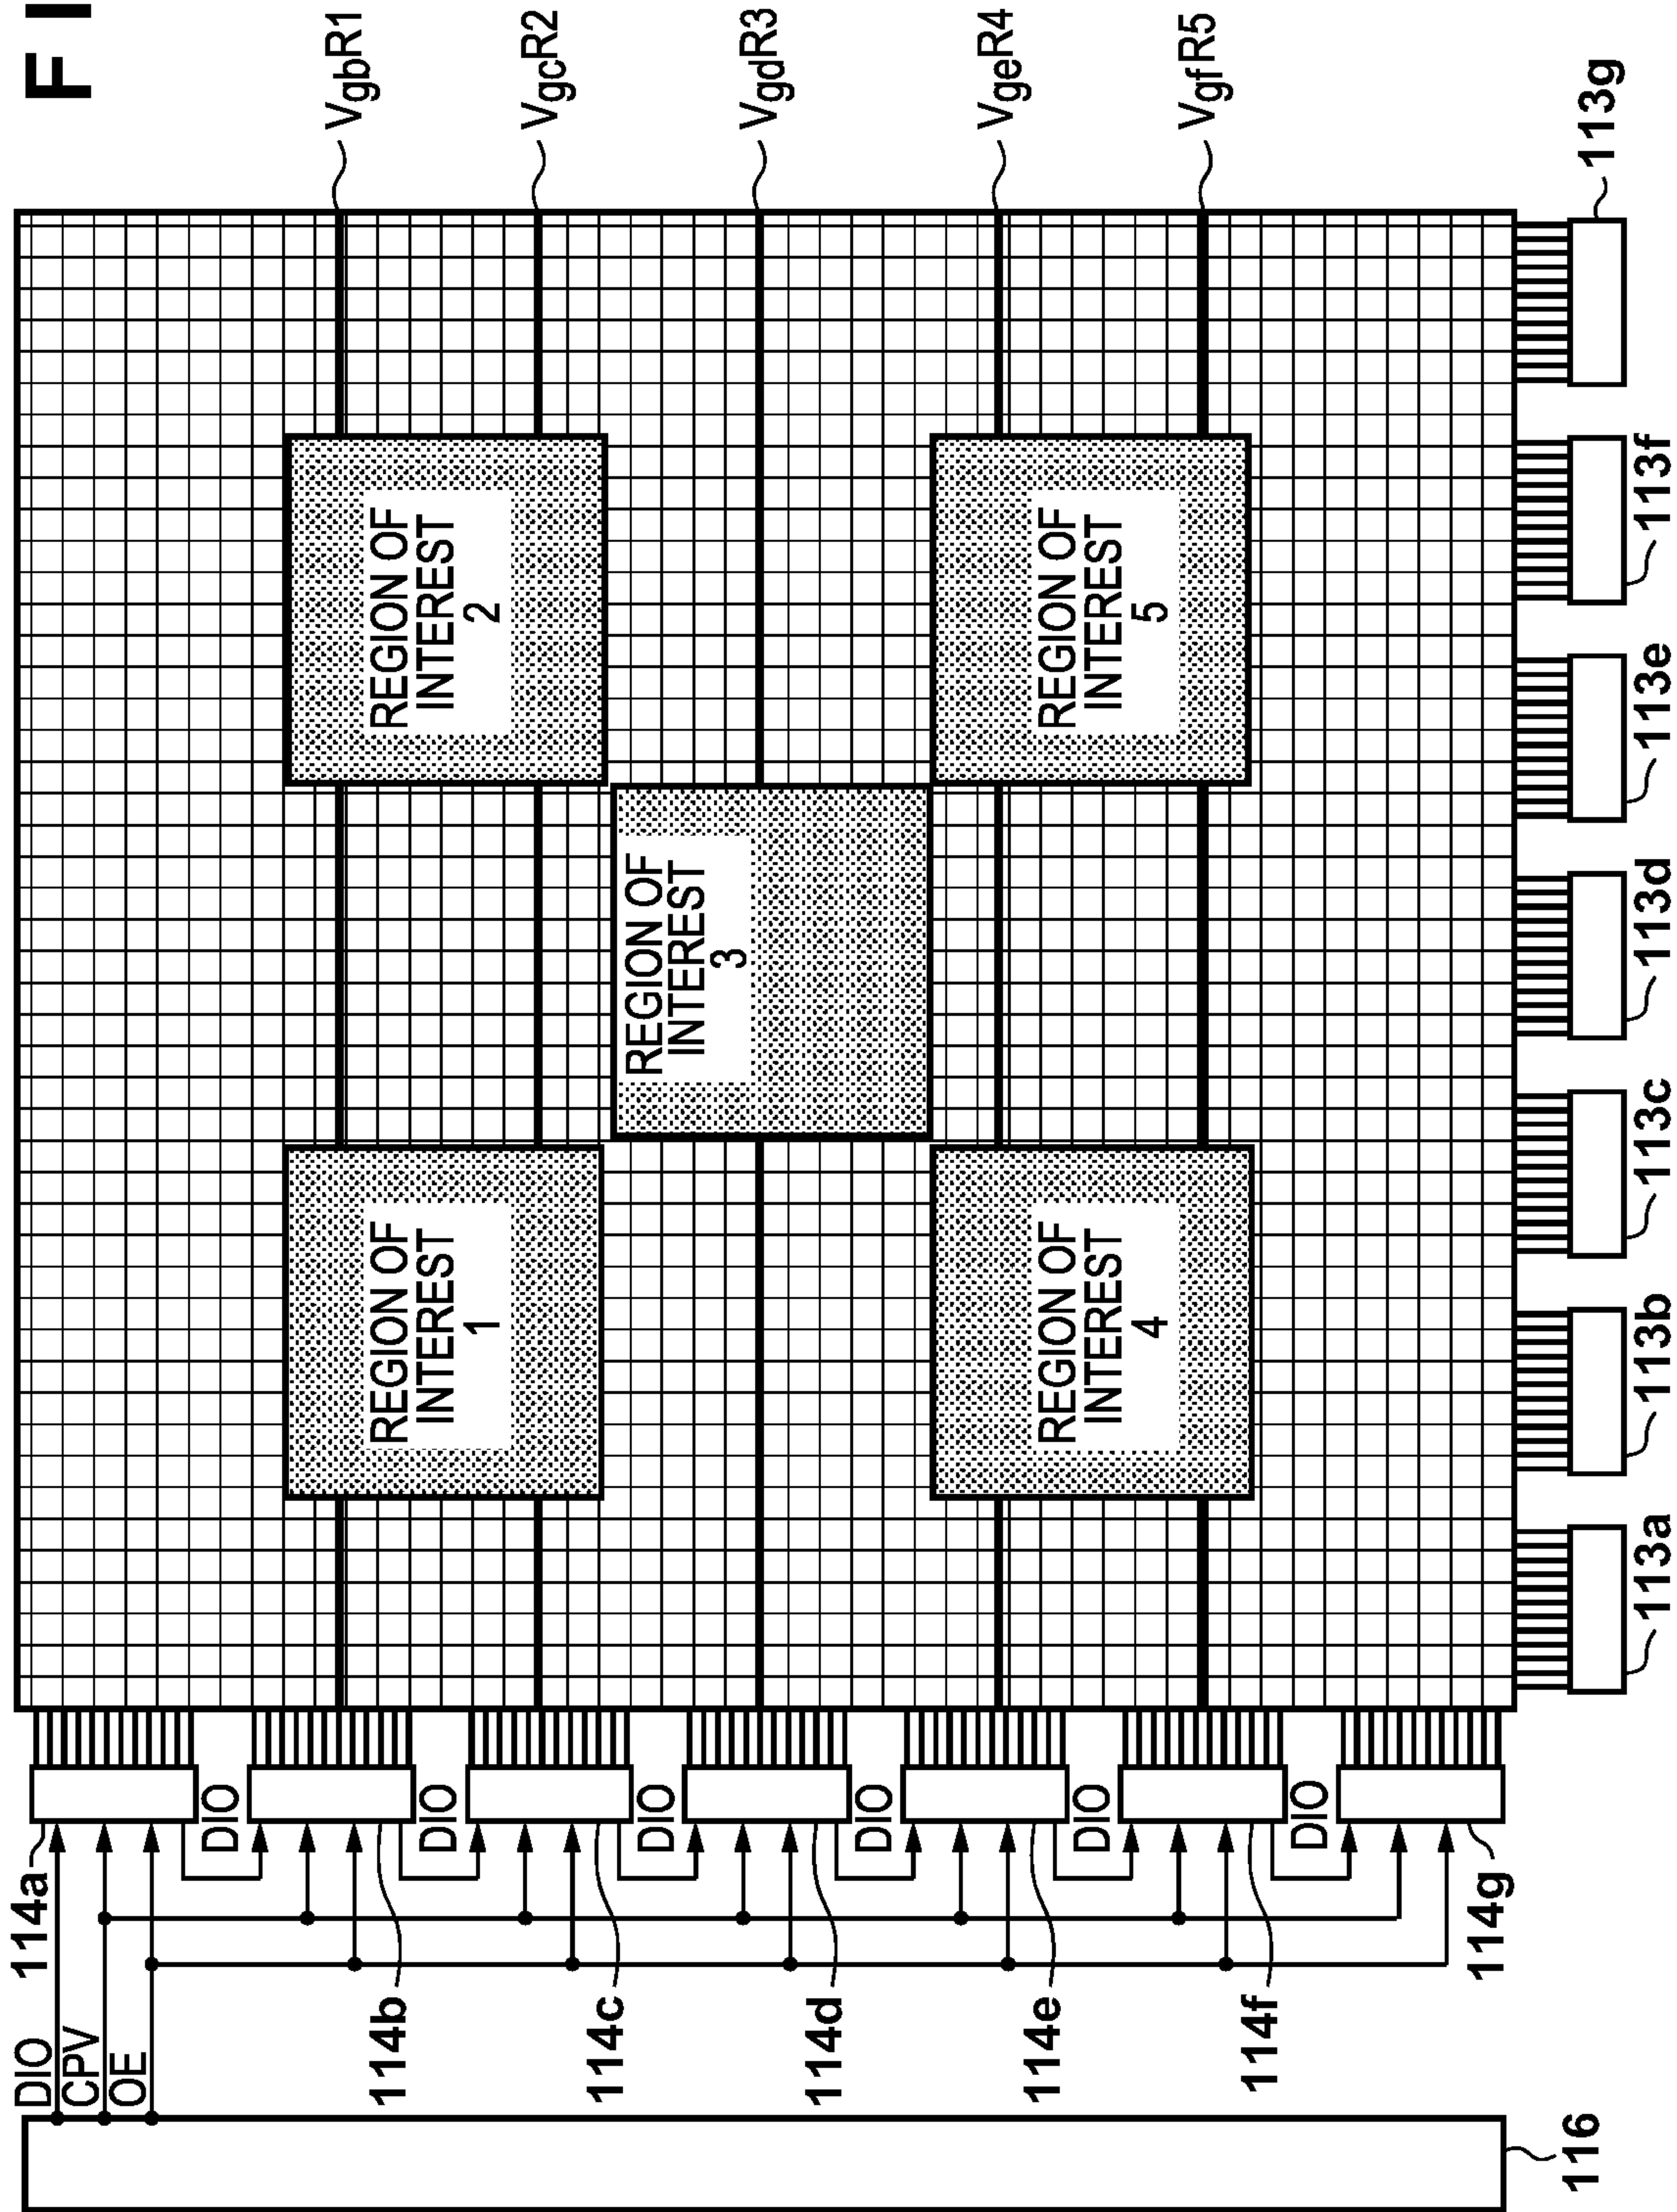 F I
116
DIO
CPV
OE
114a
114b
114c
114d
114e
114f
114g
DIO
DIO
DIO
DIO
DIO
DIO
REGION OF
INTEREST
1
REGION OF
INTEREST
2
REGION OF
INTEREST
3
REGION OF
INTEREST
4
REGION OF
INTEREST
5
VgbR1
VgcR2
VgdR3
VgeR4
VgfR5
113a
113b
113c
113d
113e
113f
113g